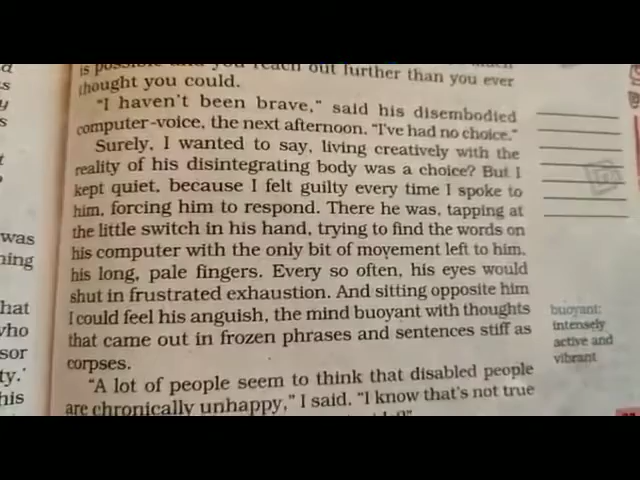 out further than you ever
thought you could.
"I haven't been brave," said his disembodied
computer-voice, the next afternoon. "I've had no choice."
Surely, I wanted to say, living creatively with the
reality of his disintegrating body was a choice? But I
kept quiet, because I felt guilty every time I spoke to
him, forcing him to respond. There he was, tapping at
the little switch in his hand, trying to find the words on
his computer with the only bit of movement left to him,
his long, pale fingers. Every so often, his eyes would
shut in frustrated exhaustion. And sitting opposite him
I could feel his anguish, the mind buoyant with thoughts
that came out in frozen phrases and sentences stiff as
corpses.
"A lot of people seem to think that disabled people
are chronically unhappy," I said. "I know that's not true
buoyant:
intensely
active and
vibrant
was